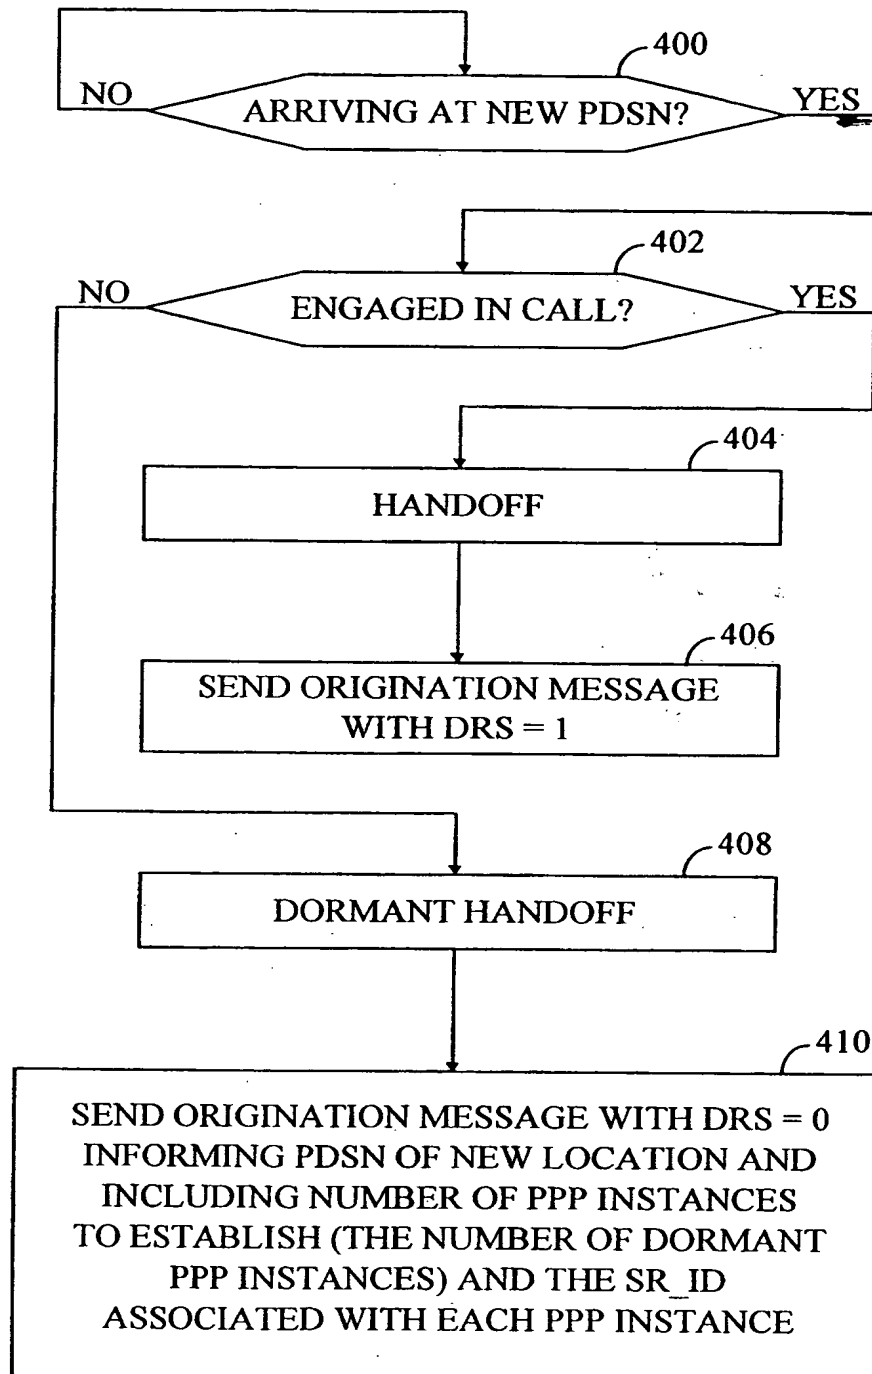 400
NO
ARRIVING AT NEW PDSN?
YES
402
NO
ENGAGED IN CALL?
YES
404
HANDOFF
406
SEND ORIGINATION MESSAGE
WITH DRS = 1
408
DORMANT HANDOFF
410
SEND ORIGINATION MESSAGE WITH DRS = 0
INFORMING PDSN OF NEW LOCATION AND
INCLUDING NUMBER OF PPP INSTANCES
TO ESTABLISH (THE NUMBER OF DORMANT
PPP INSTANCES) AND THE SR_ID
ASSOCIATED WITH EACH PPP INSTANCE